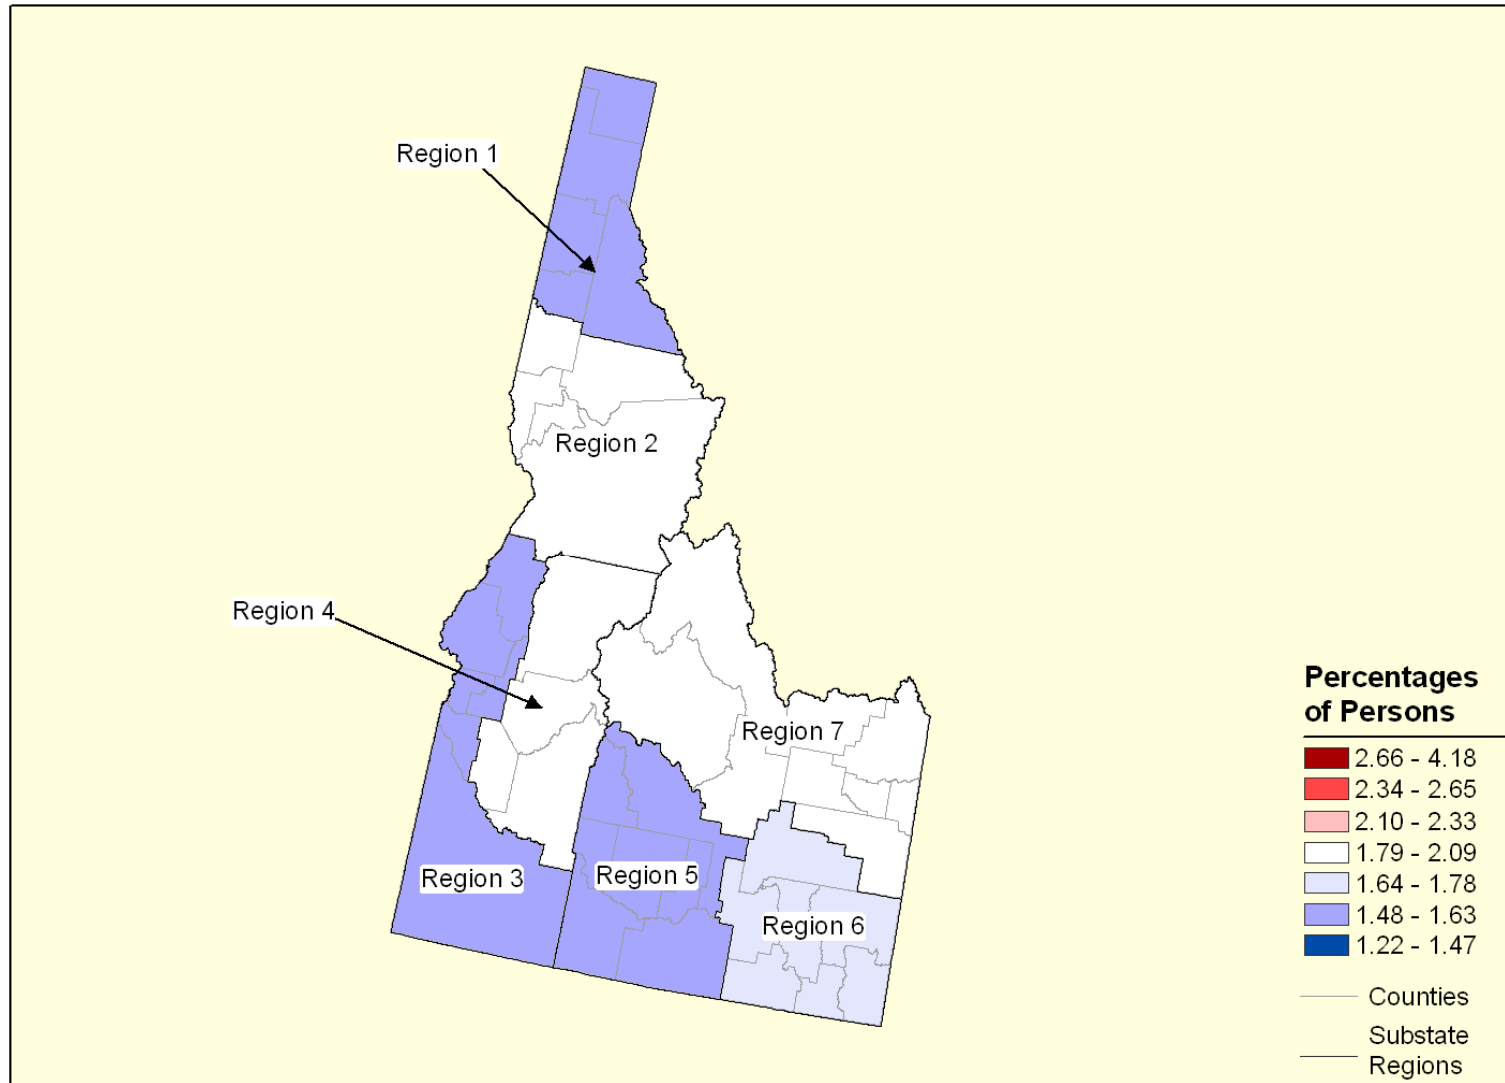 Region 1
Region 2
Region 4
Region 7
Region 3
Region 5
Region 6
Percentages
of Persons
2.66 - 4.18
2.34 - 2.65
2.10 - 2.33
1.79 - 2.09
1.64 - 1.78
1.48 - 1.63
1.22 - 1.47
Counties
Substate
Regions